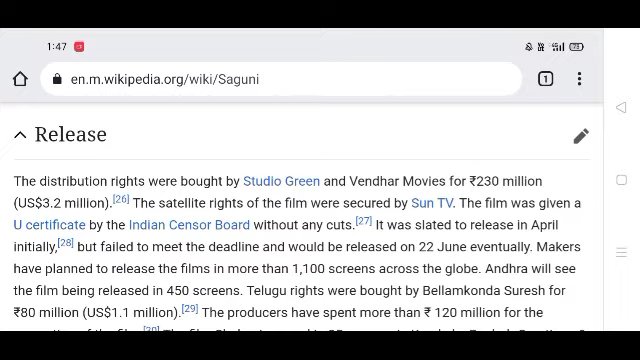 1:47
en.m.wikipedia.org/wiki/Saguni
1
Release
The distribution rights were bought by Studio Green and Vendhar Movies for ₹230 million
(US$3.2 million).[26] The satellite rights of the film were secured by Sun TV. The film was given a
U certificate by the Indian Censor Board without any cuts.[27] It was slated to release in April
initially,[28] but failed to meet the deadline and would be released on 22 June eventually. Makers
have planned to release the films in more than 1,100 screens across the globe. Andhra will see
the film being released in 450 screens. Telugu rights were bought by Bellamkonda Suresh for
₹80 million (US$1.1 million).[29] The producers have spent more than ₹ 120 million for the